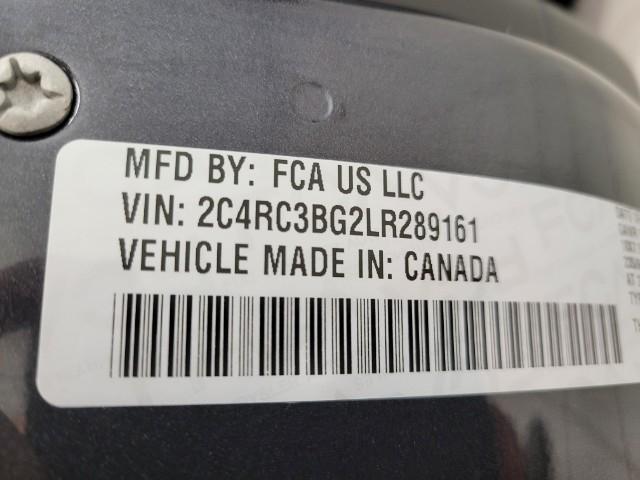 MFD BY: FCA US LLC
VIN: 2C4RC3BG2LR289161
VEHICLE MADE IN: CANADA